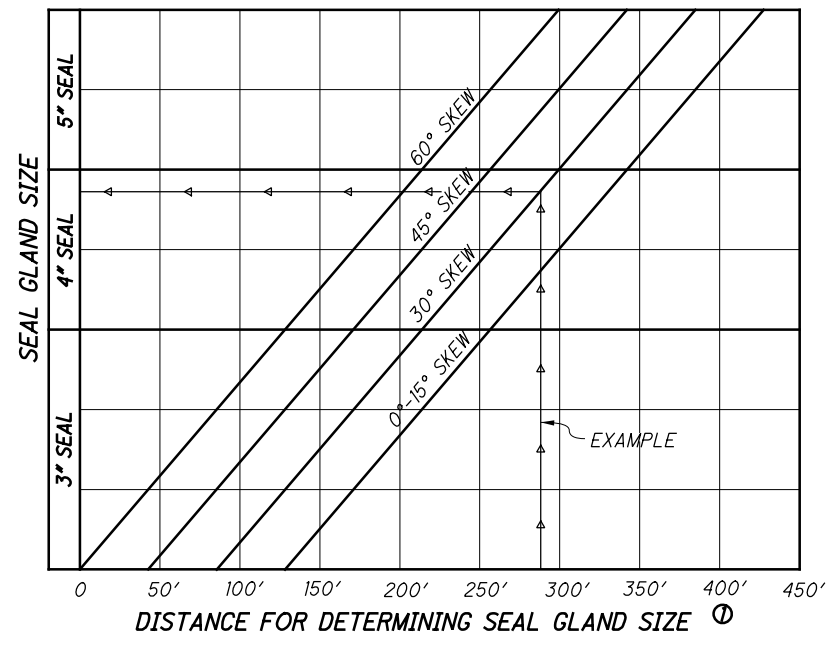 SEAL GLAND SIZE
5" SEAL
4" SEAL
3" SEAL
60° SKEW
45° SKEW
30° SKEW
0°-15° SKEW
EXAMPLE
0 50' 100' 150' 200' 250' 300' 350' 400' 450'
DISTANCE FOR DETERMINING SEAL GLAND SIZE ①